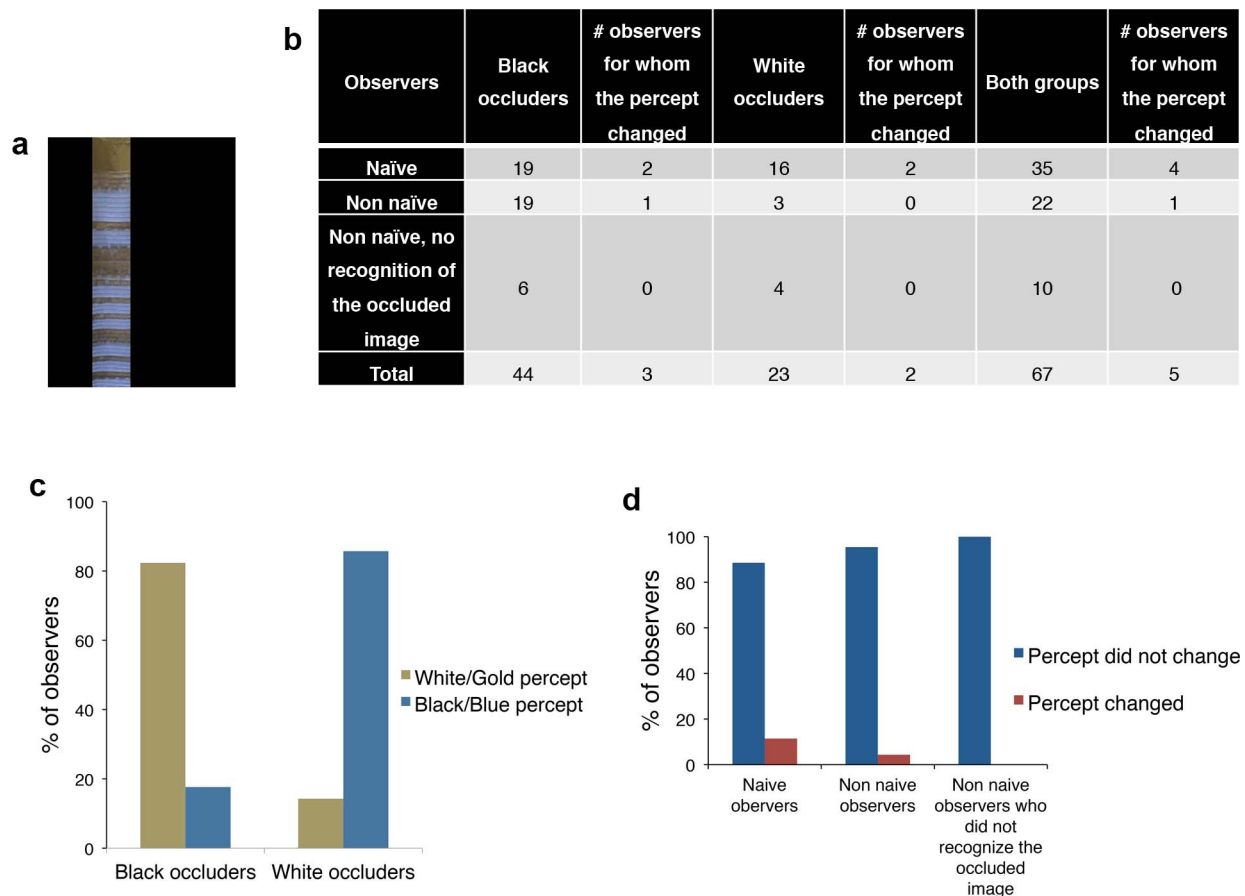 a
b
Observers
Black
occluders
# observers
for whom
the percept
changed
White
occluders
# observers
for whom
the percept
changed
Both groups
# observers
for whom
the percept
changed
Naïve 19 2 16 2 35 4
Non naïve 19 1 3 0 22 1
Non naïve, no
recognition of
the occluded
image
6 0 4 0 10 0
Total 44 3 23 2 67 5
c
% of observers
100
80
60
40
20
0
Black occluders
White occluders
White/Gold percept
Black/Blue percept
d
% of observers
100
80
60
40
20
0
Naive
obervers
Non naive
observers
Non naive
observers who
did not
recognize the
occluded
image
Percept did not change
Percept changed